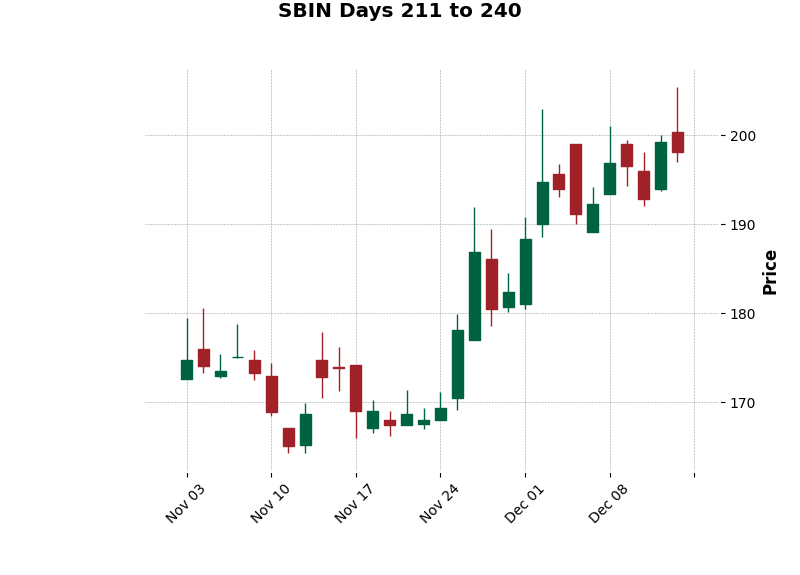 SBIN Days 211 to 240
200
190
180
170
Price
Nov 03
Nov 10
Nov 17
Nov 24
Dec 01
Dec 08